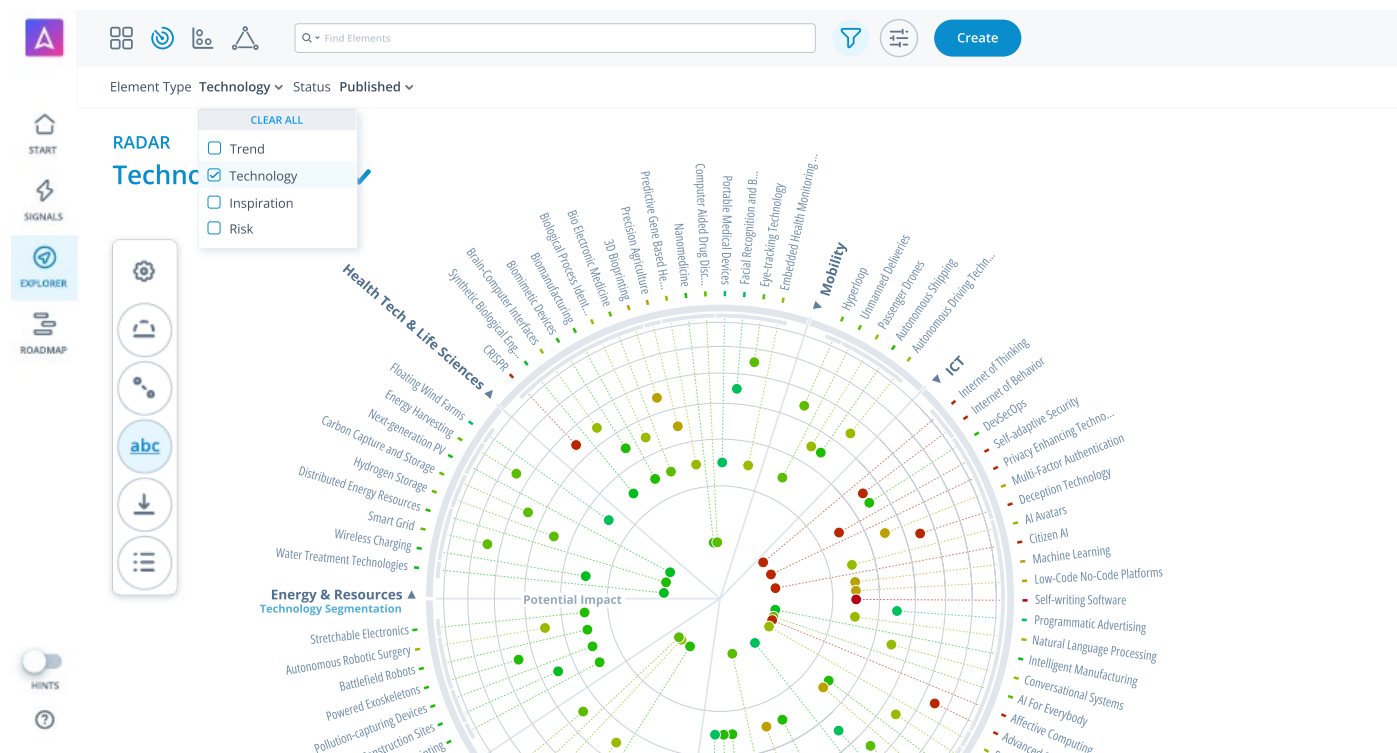 Find Elements
Create
Element Type Technology Status Published
CLEAR ALL
Trend
Technology
Inspiration
Risk
START
SIGNALS
EXPLORER
ROADMAP
HINTS
RADAR
Techno
abc
Health Tech & Life Sciences
CRISPR
Synthetic Biological Eng...
Brain-Computer Interfaces
Biomimetic Devices
Biomanufacturing
Biological Process Ident...
Bio Electronic Medicine
3D Bioprinting
Precision Agriculture
Predictive Gene Based He...
Nanomedicine
Computer Aided Drug Disc...
Portable Medical Devices
Facial Recognition and B...
Eye-tracking Technology
Embedded Health Monitoring ...
Mobility
Hyperloop
Unmanned Deliveries
Passenger Drones
Autonomous Shipping
Autonomous Driving Techn...
ICT
Internet of Thinking
Internet of Behavior
DevSecOps
Self-adaptive Security
Privacy Enhancing Techno...
Multi-Factor Authentication
Deception Technology
AI Avatars
Citizen AI
Machine Learning
Low-Code No-Code Platforms
Self-writing Software
Programmatic Advertising
Natural Language Processing
Intelligent Manufacturing
Conversational Systems
AI For Everybody
Affective Computing
Advanced
Floating Wind Farms
Energy Harvesting
Next-generation PV
Carbon Capture and Storage
Hydrogen Storage
Distributed Energy Resources
Smart Grid
Wireless Charging
Water Treatment Technologies
Energy & Resources
Technology Segmentation
Potential Impact
Stretchable Electronics
Autonomous Robotic Surgery
Battlefield Robots
Powered Exoskeletons
Pollution-capturing Devices
Construction Sites